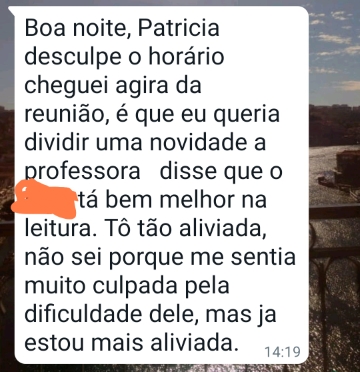 Boa noite, Patricia
desculpe o horário
cheguei agira da
reunião, é que eu queria
dividir uma novidade a
professora disse que o
tá bem melhor na
leitura. Tô tão aliviada,
não sei porque me sentia
muito culpada pela
dificuldade dele, mas ja
estou mais aliviada.
14:19